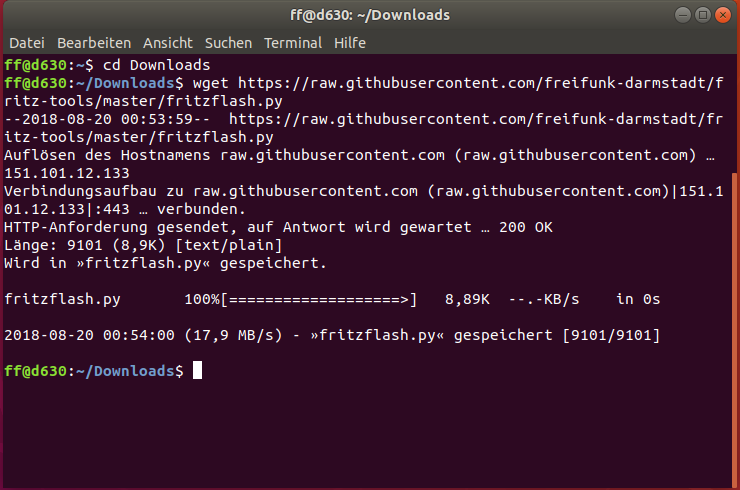 ff@d630: ~/Downloads
Datei Bearbeiten Ansicht Suchen Terminal Hilfe
ff@d630:~$ cd Downloads
ff@d630:~/Downloads$ wget https://raw.githubusercontent.com/freifunk-darmstadt/f
ritz-tools/master/fritzflash.py
--2018-08-20 00:53:59--  https://raw.githubusercontent.com/freifunk-darmstadt/fr
itz-tools/master/fritzflash.py
Auflösen des Hostnamens raw.githubusercontent.com (raw.githubusercontent.com) …
151.101.12.133
Verbindungsaufbau zu raw.githubusercontent.com (raw.githubusercontent.com)|151.1
01.12.133|:443 … verbunden.
HTTP-Anforderung gesendet, auf Antwort wird gewartet … 200 OK
Länge: 9101 (8,9K) [text/plain]
Wird in »fritzflash.py« gespeichert.
fritzflash.py       100%[===================>]   8,89K  --.-KB/s    in 0s
2018-08-20 00:54:00 (17,9 MB/s) - »fritzflash.py« gespeichert [9101/9101]
ff@d630:~/Downloads$